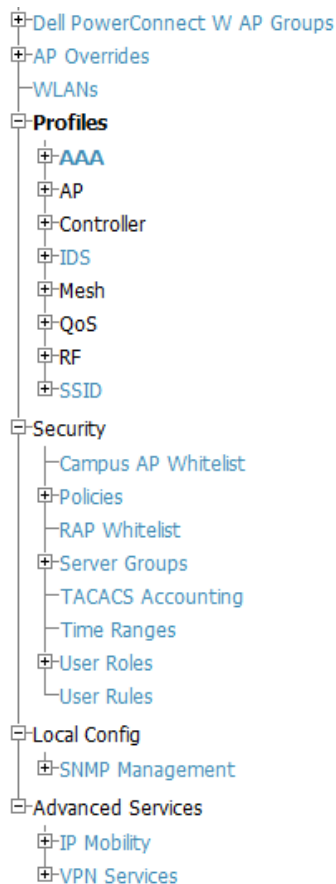 Dell PowerConnect W AP Groups
AP Overrides
WLANs
Profiles
AAA
AP
Controller
IDS
Mesh
QoS
RF
SSID
Security
Campus AP Whitelist
Policies
RAP Whitelist
Server Groups
TACACS Accounting
Time Ranges
User Roles
User Rules
Local Config
SNMP Management
Advanced Services
IP Mobility
VPN Services